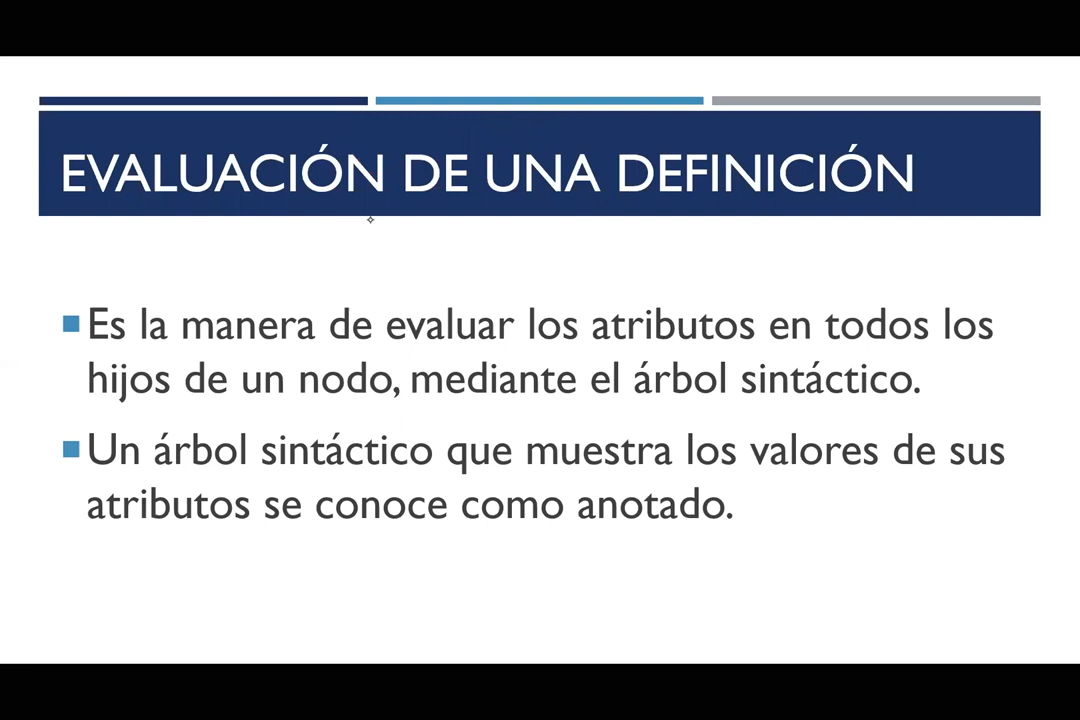 EVALUACIÓN DE UNA DEFINICIÓN
Es la manera de evaluar los atributos en todos los
hijos de un nodo, mediante el árbol sintáctico.
Un árbol sintáctico que muestra los valores de sus
atributos se conoce como anotado.